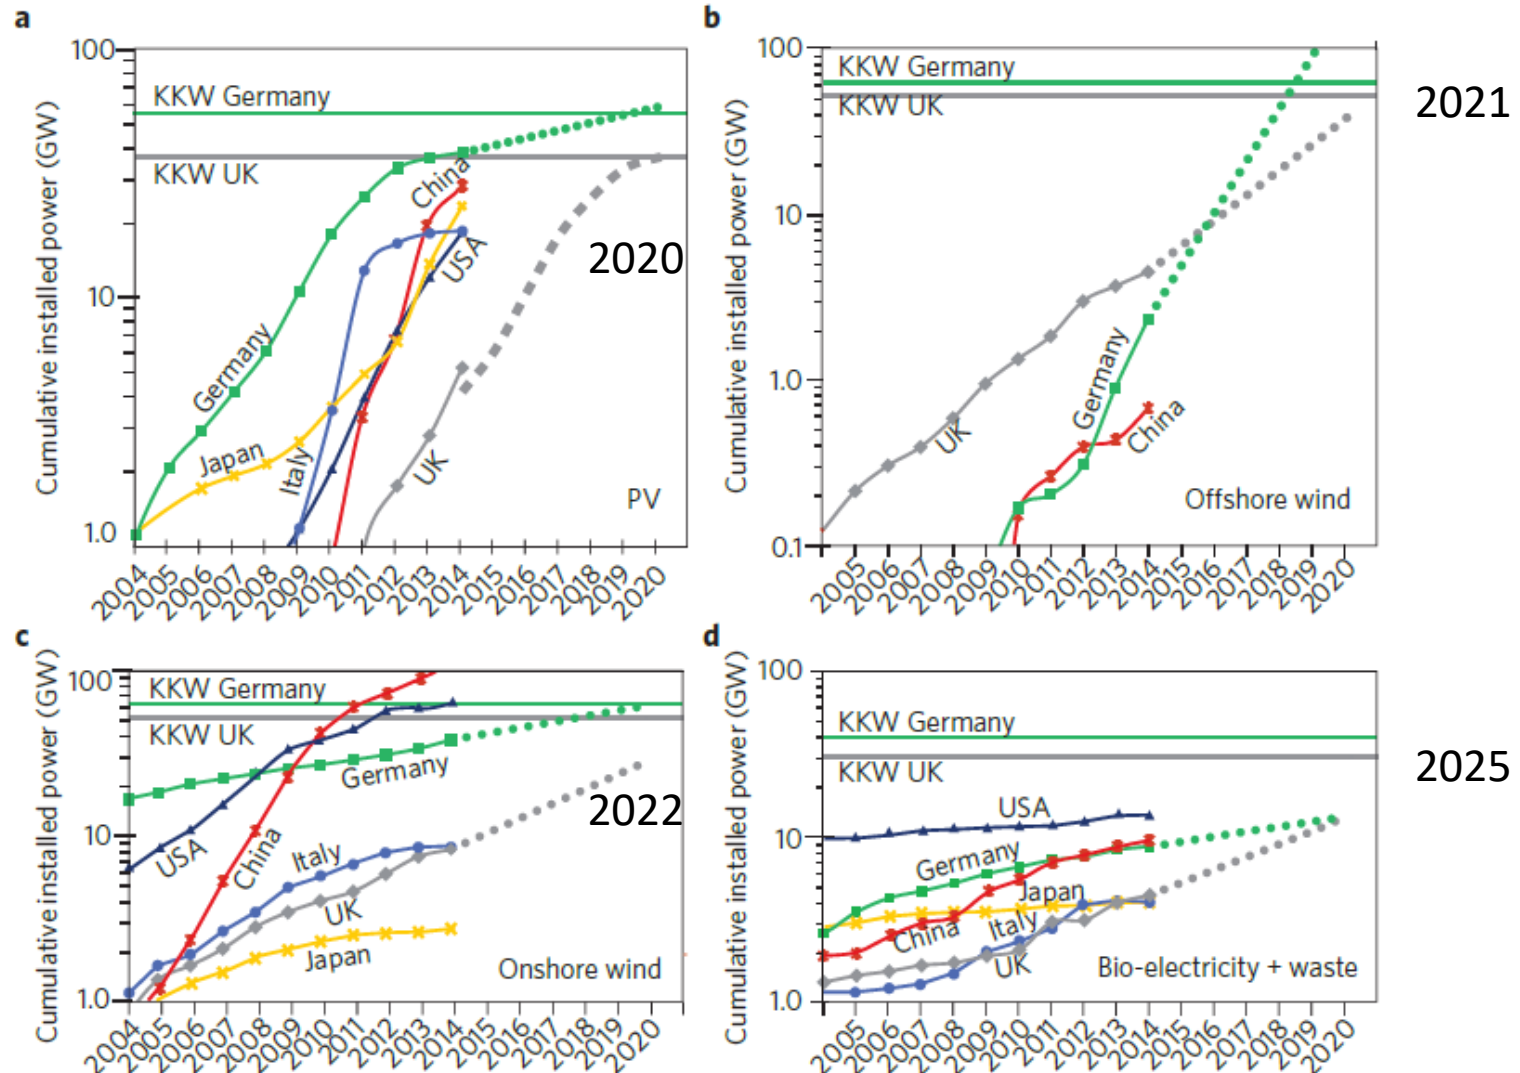 a
Cumulative installed power (GW)
100
10
1.0
KKW Germany
KKW UK
Germany
Japan
Italy
China
USA
UK
2020
PV
2004
2005
2006
2007
2008
2009
2010
2011
2012
2013
2014
2015
2016
2017
2018
2019
2020
b
Cumulative installed power (GW)
100
10
1.0
0.1
KKW Germany
KKW UK
2021
UK
Germany
China
Offshore wind
2005
2006
2007
2008
2009
2010
2011
2012
2013
2014
2015
2016
2017
2018
2019
2020
c
Cumulative installed power (GW)
100
10
1.0
KKW Germany
KKW UK
Germany
2022
USA
China
Italy
UK
Japan
Onshore wind
2004
2005
2006
2007
2008
2009
2010
2011
2012
2013
2014
2015
2016
2017
2018
2019
2020
d
Cumulative installed power (GW)
100
10
1.0
KKW Germany
KKW UK
2025
USA
Germany
Japan
China
Italy
UK
Bio-electricity + waste
2005
2006
2007
2008
2009
2010
2011
2012
2013
2014
2015
2016
2017
2018
2019
2020